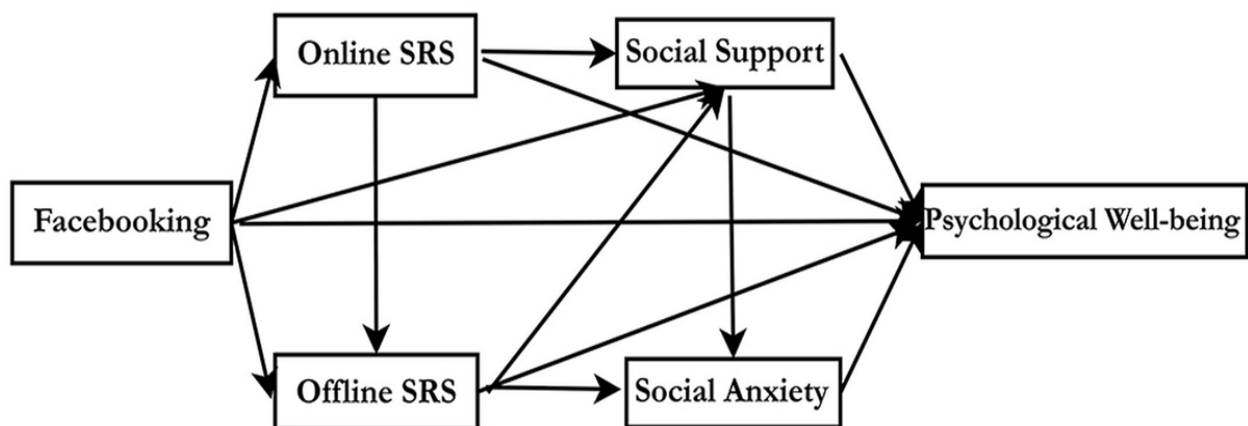 Online SRS
Social Support
Facebooking
Psychological Well-being
Offline SRS
Social Anxiety